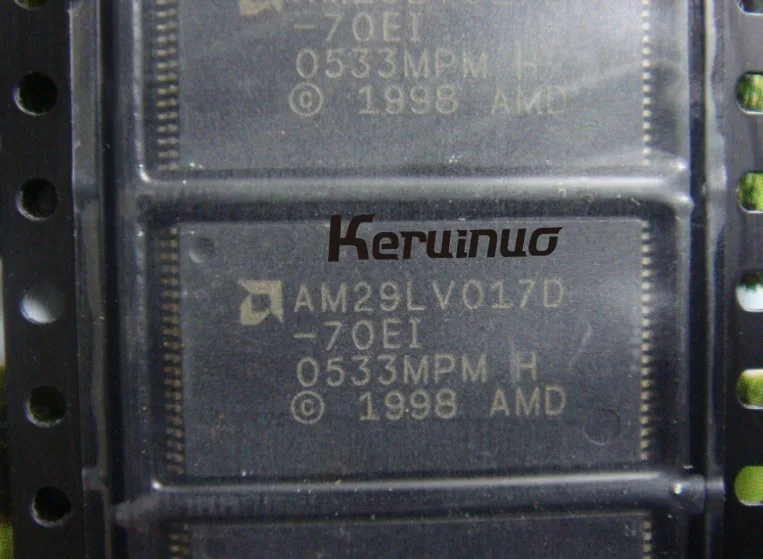 -70EI
0533MPM H
© 1998 AMD
Keruinuo
AM29LV017D
-70EI
0533MPM H
© 1998 AMD